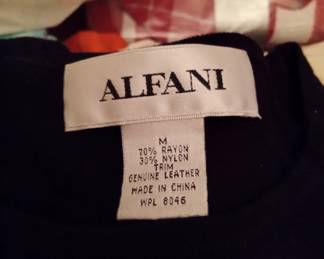 ALFANI
M
70% RAYON
30% NYLON
TRIM
GENUINE LEATHER
MADE IN CHINA
WPL 8046